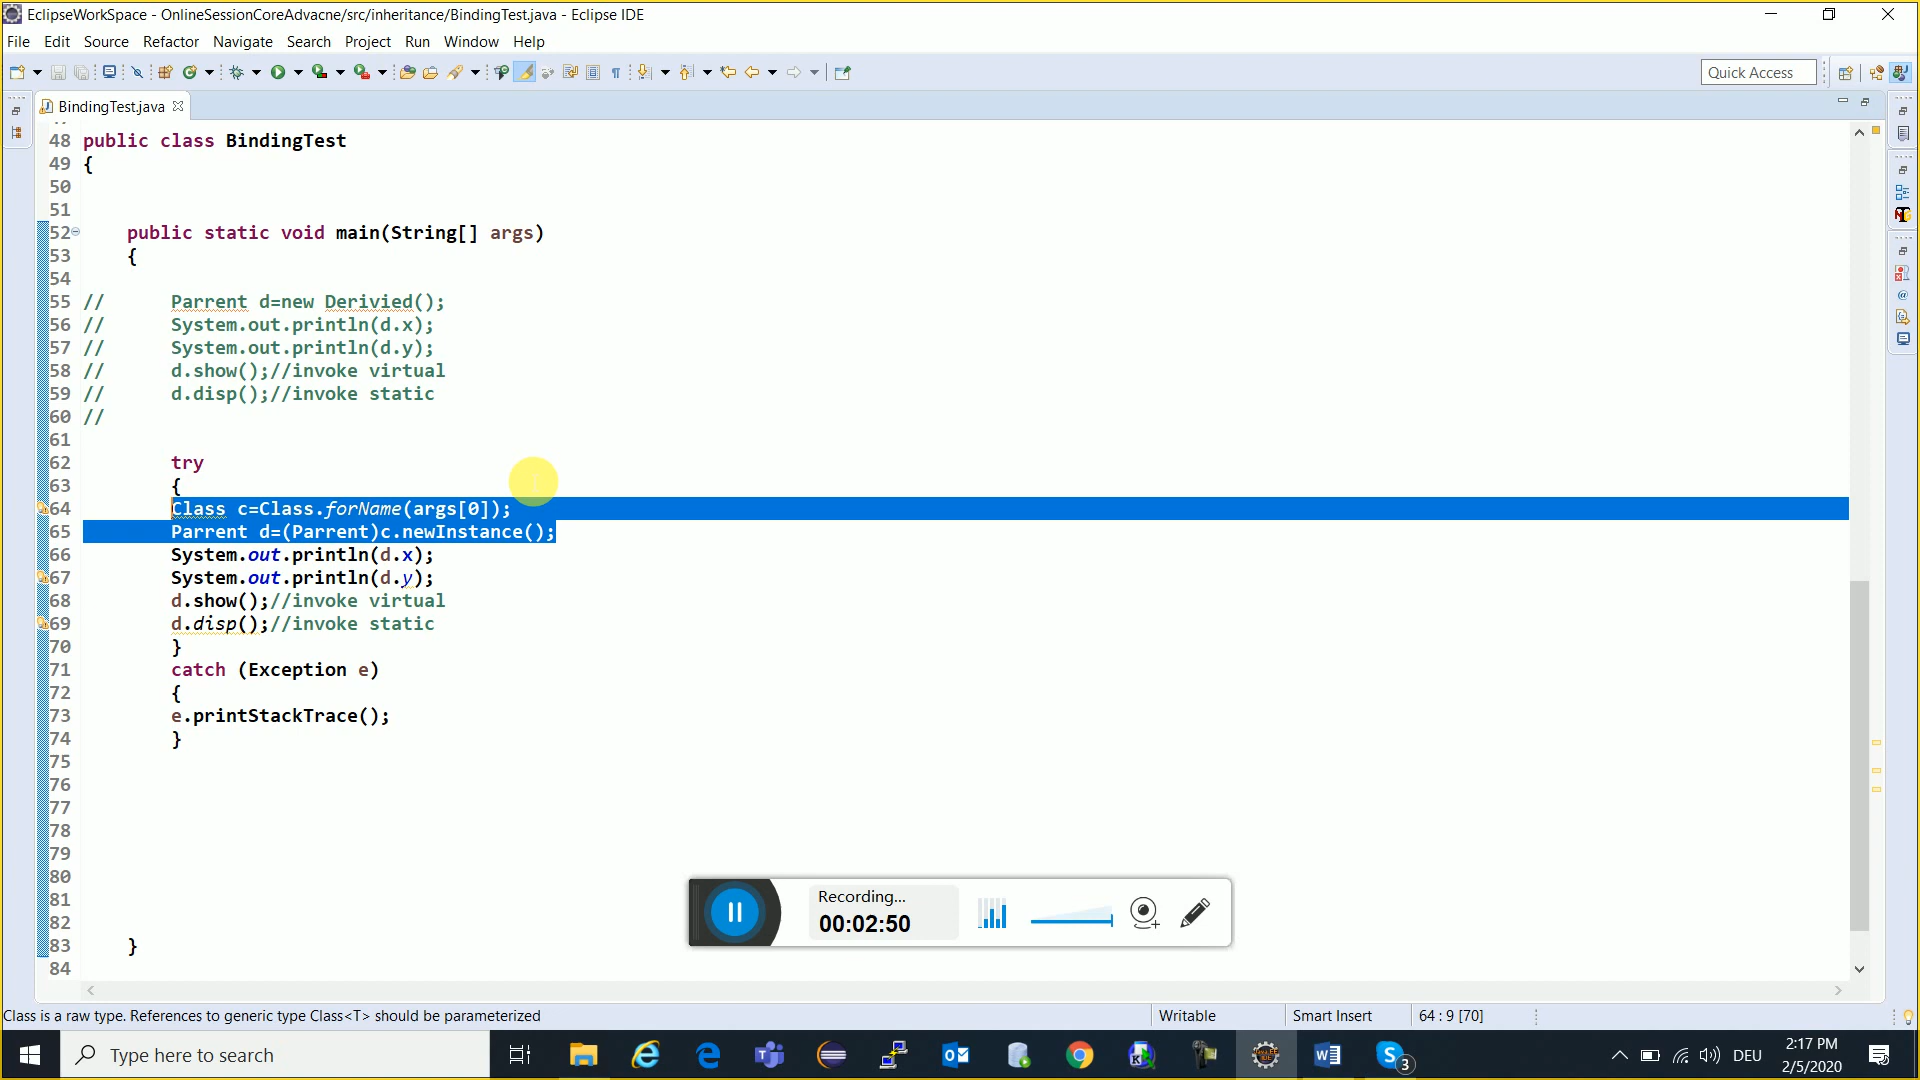 EclipseWorkSpace - OnlineSessionCoreAdvacne/src/inheritance/BindingTest.java - Eclipse IDE
File Edit Source Refactor Navigate Search Project Run Window Help
Quick Access
BindingTest.java
48 public class BindingTest
49 {
50
51
52 public static void main(String[] args)
53 {
54
55 // Parrent d=new Derivied();
56 // System.out.println(d.x);
57 // System.out.println(d.y);
58 // d.show();//invoke virtual
59 // d.disp();//invoke static
60 //
61
62 try
63 {
64 Class c=Class.forName(args[0]);
65 Parrent d=(Parrent)c.newInstance();
66 System.out.println(d.x);
67 System.out.println(d.y);
68 d.show();//invoke virtual
69 d.disp();//invoke static
70 }
71 catch (Exception e)
72 {
73 e.printStackTrace();
74 }
75
76
77
78
79
80
81
82
83 }
84
Recording...
00:02:50
Class is a raw type. References to generic type Class<T> should be parameterized
Writable
Smart Insert
64 : 9 [70]
Type here to search
3
DEU
2:17 PM
2/5/2020